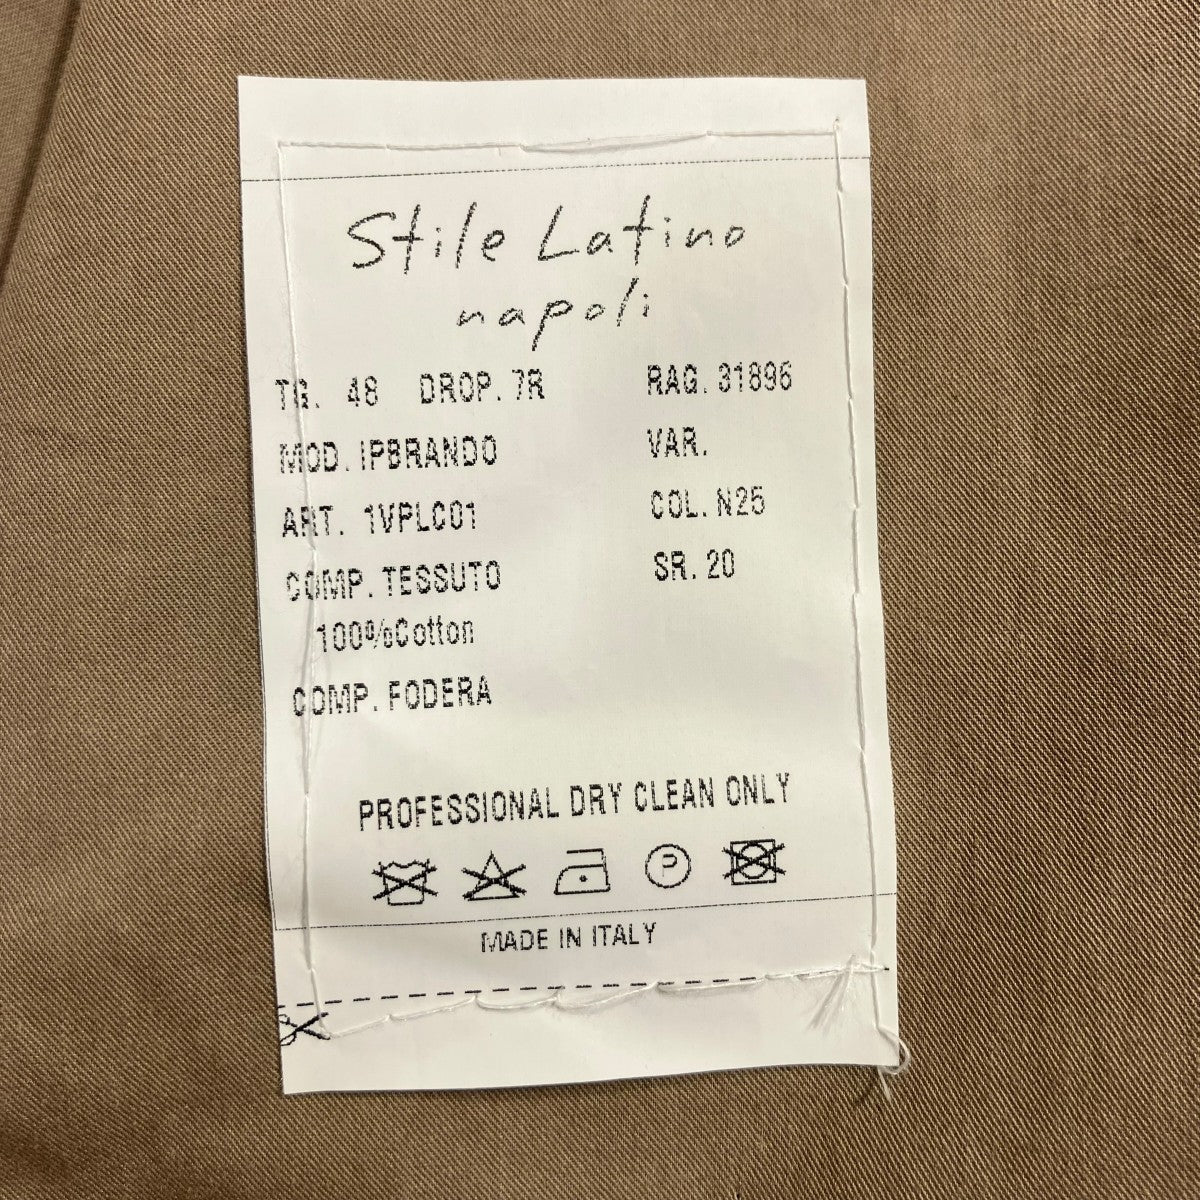 Stile Latino
napoli
TG. 48 DROP. 7R RAG. 31896
MOD. IPBRANDO VAR.
ART. 1VPLC01 COL. N25
COMP. TESSUTO SR. 20
100%Cotton
COMP. FODERA
PROFESSIONAL DRY CLEAN ONLY
P
MADE IN ITALY